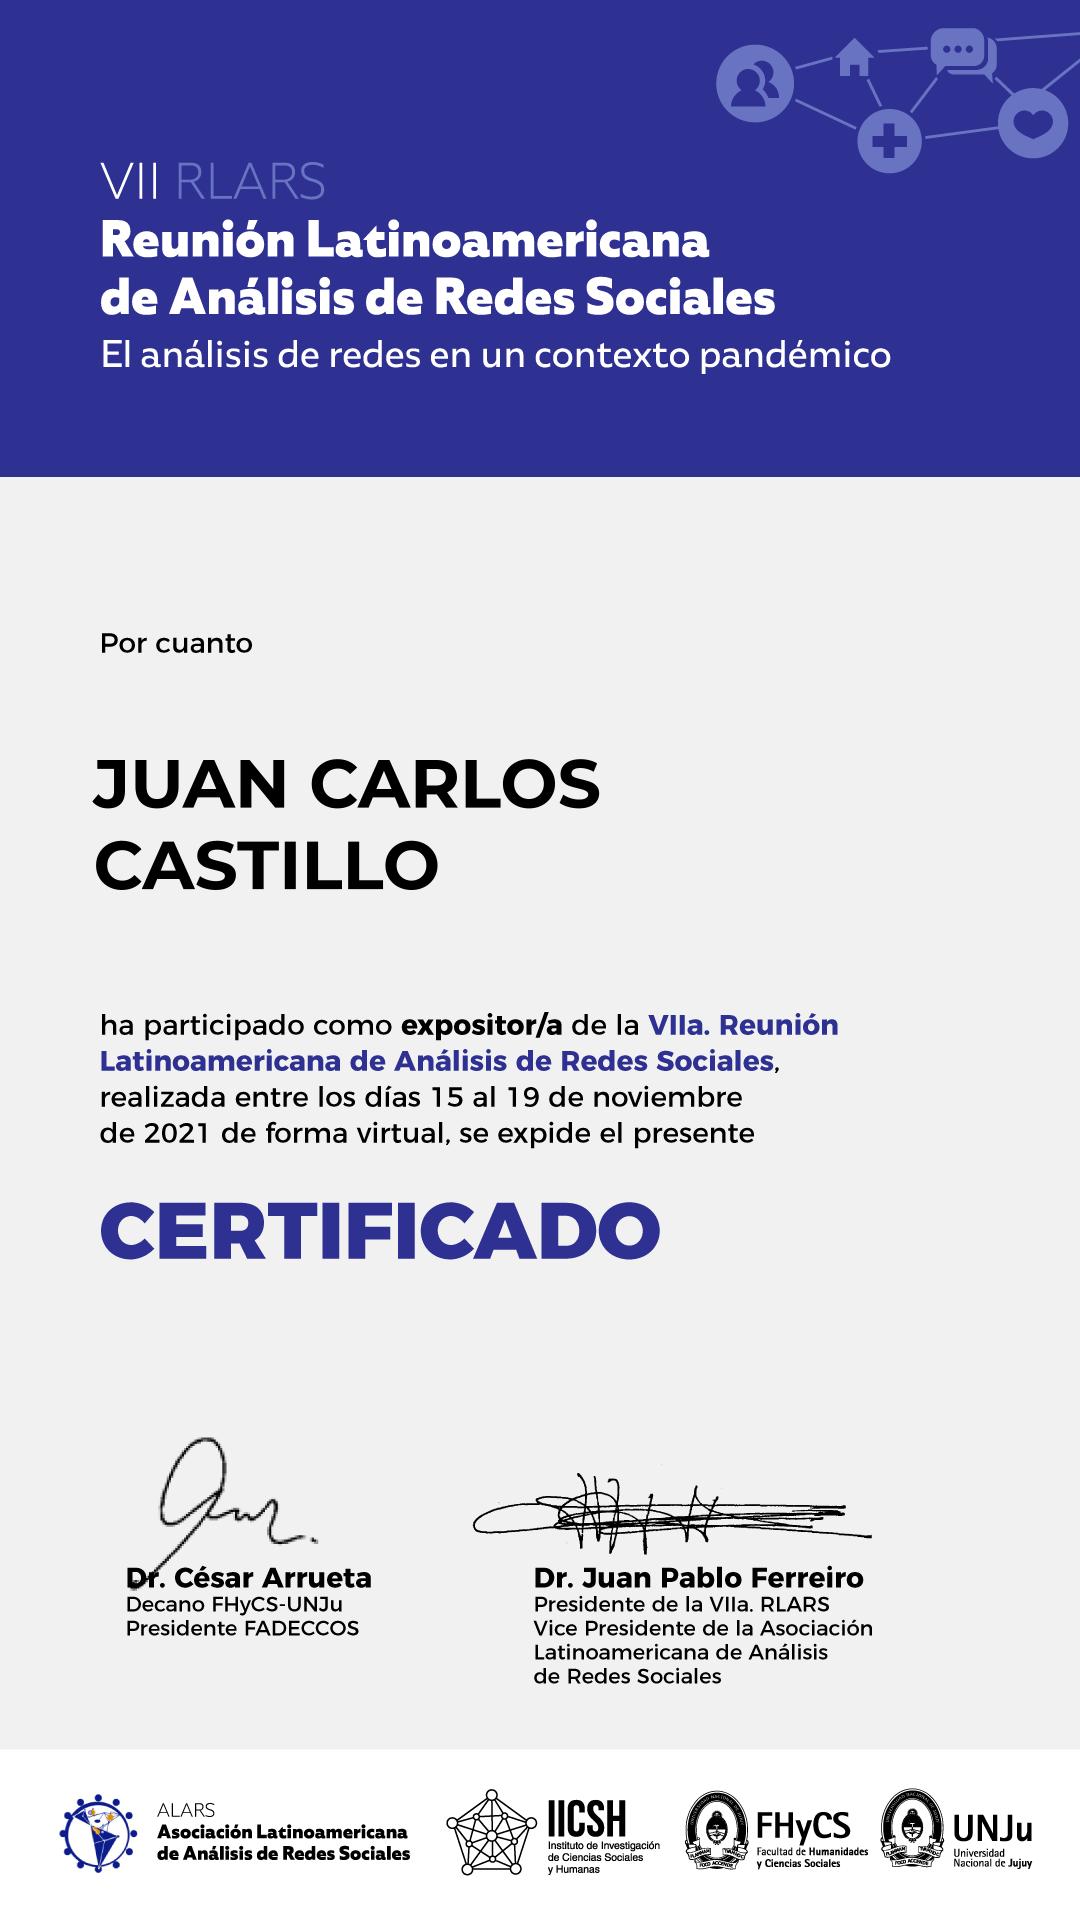 VII RLARS
Reunión Latinoamericana
de Análisis de Redes Sociales
El análisis de redes en un contexto pandémico
Por cuanto
JUAN CARLOS
CASTILLO
ha participado como expositor/a de la VIIa. Reunión
Latinoamericana de Análisis de Redes Sociales,
realizada entre los días 15 al 19 de noviembre
de 2021 de forma virtual, se expide el presente
CERTIFICADO
Dr. César Arrueta
Decano FHyCS-UNJu
Presidente FADECCOS
Dr. Juan Pablo Ferreiro
Presidente de la VIIa. RLARS
Vice Presidente de la Asociación
Latinoamericana de Análisis
de Redes Sociales
ALARS
Asociación Latinoamericana
de Análisis de Redes Sociales
IICSH
Instituto de Investigación
de Ciencias Sociales
y Humanas
FHyCS
Facultad de Humanidades
y Ciencias Sociales
UNJu
Universidad
Nacional de Jujuy